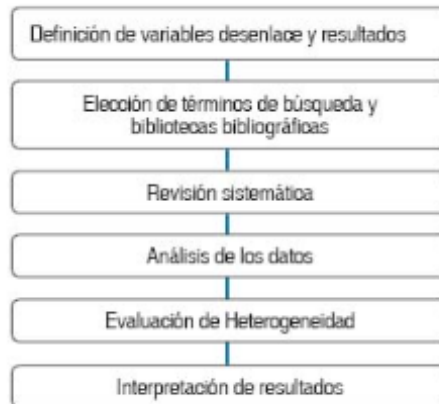 Definición de variables desenlace y resultados
Elección de términos de búsqueda y
bibliotecas bibliográficas
Revisión sistemática
Análisis de los datos
Evaluación de Heterogeneidad
Interpretación de resultados